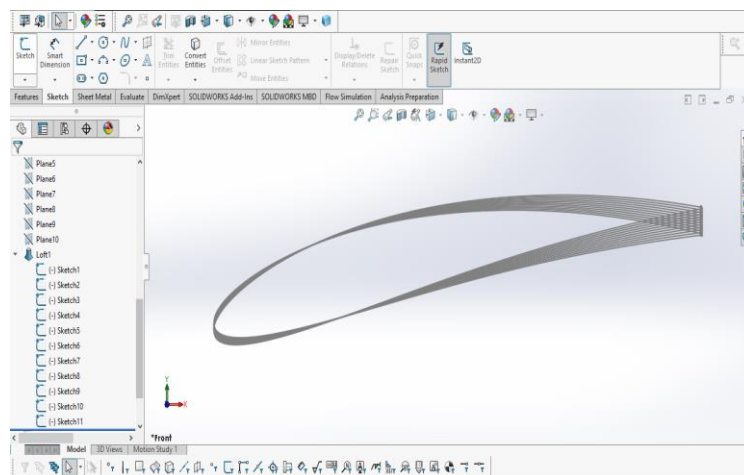 Sketch
Smart Dimension
Trim Entities
Convert Entities
Offset Entities
Mirror Entities
Linear Sketch Pattern
Move Entities
Display/Delete Relations
Repair Sketch
Quick Snaps
Rapid Sketch
Instant2D
Features Sketch Sheet Metal Evaluate DimXpert SOLIDWORKS Add-Ins SOLIDWORKS MBD Flow Simulation Analysis Preparation
Plane5
Plane6
Plane7
Plane8
Plane9
Plane10
Loft1
(-) Sketch1
(-) Sketch2
(-) Sketch3
(-) Sketch4
(-) Sketch5
(-) Sketch6
(-) Sketch7
(-) Sketch8
(-) Sketch9
(-) Sketch10
(-) Sketch11
Y
X
*Front
Model 3D Views Motion Study 1